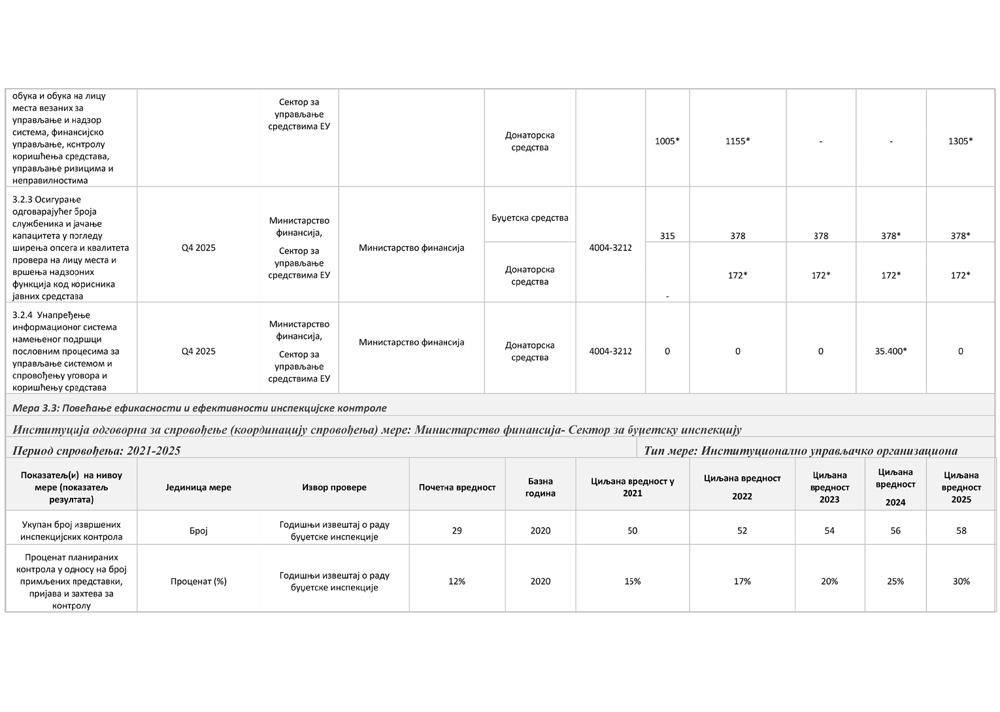 обука и обука на лицу
места везаних за
управљање и надзор
система, финансијско
управљање, контролу
коришћења средстава,
управљање ризицима и
неправилностима
Сектор за
управљање
средствима ЕУ
Донаторска
средства
1005*
1155*
-
-
1305*
3.2.3 Осигурање
одговарајућег броја
службеника и јачање
капацитета у погледу
ширења опсега и квалитета
провера на лицу места и
вршења надзорних
функција код корисника
јавних средстава
Q4 2025
Министарство
финансија,
Сектор за
управљање
средствима ЕУ
Министарство финансија
Буџетска средства
4004-3212
315
378
378
378*
378*
Донаторска
средства
-
172*
172*
172*
172*
3.2.4 Унапређење
информационог система
намењеног подршци
пословним процесима за
управљање системом и
спровођењу уговора и
коришћењу средстава
Q4 2025
Министарство
финансија,
Сектор за
управљање
средствима ЕУ
Министарство финансија
Донаторска
средства
4004-3212
0
0
0
35.400*
0
Мера 3.3: Повећање ефикасности и ефективности инспекцијске контроле
Институција одговорна за спровођење (координацију спровођења) мере: Министарство финансија- Сектор за буџетску инспекцију
Период спровођења: 2021-2025
Тип мере: Институционално управљачко организациона
Показатељ(и) на нивоу
мере (показатељ
резултата)
Јединица мере
Извор провере
Почетна вредност
Базна
година
Циљана вредност у
2021
Циљана вредност
2022
Циљана
вредност
2023
Циљана
вредност
2024
Циљана
вредност
2025
Укупан број извршених
инспекцијских контрола
Број
Годишњи извештај о раду
буџетске инспекције
29
2020
50
52
54
56
58
Проценат планираних
контрола у односу на број
примљених представки,
пријава и захтева за
контролу
Проценат (%)
Годишњи извештај о раду
буџетске инспекције
12%
2020
15%
17%
20%
25%
30%